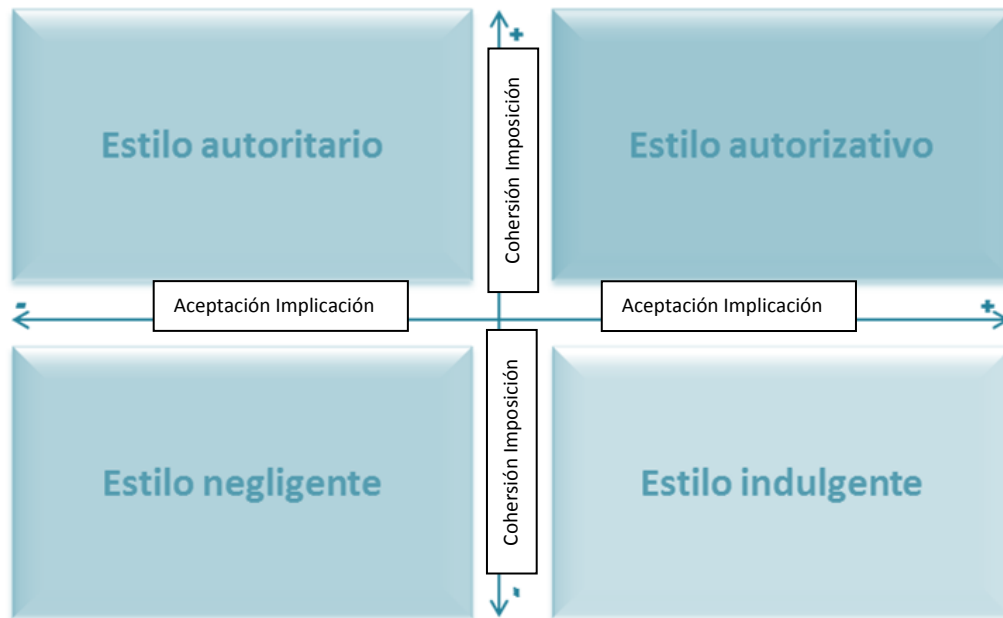 +
Estilo autoritario
Cohersión Imposición
Estilo autorizativo
-
Aceptación Implicación
Aceptación Implicación
+
Estilo negligente
Cohersión Imposición
Estilo indulgente
-